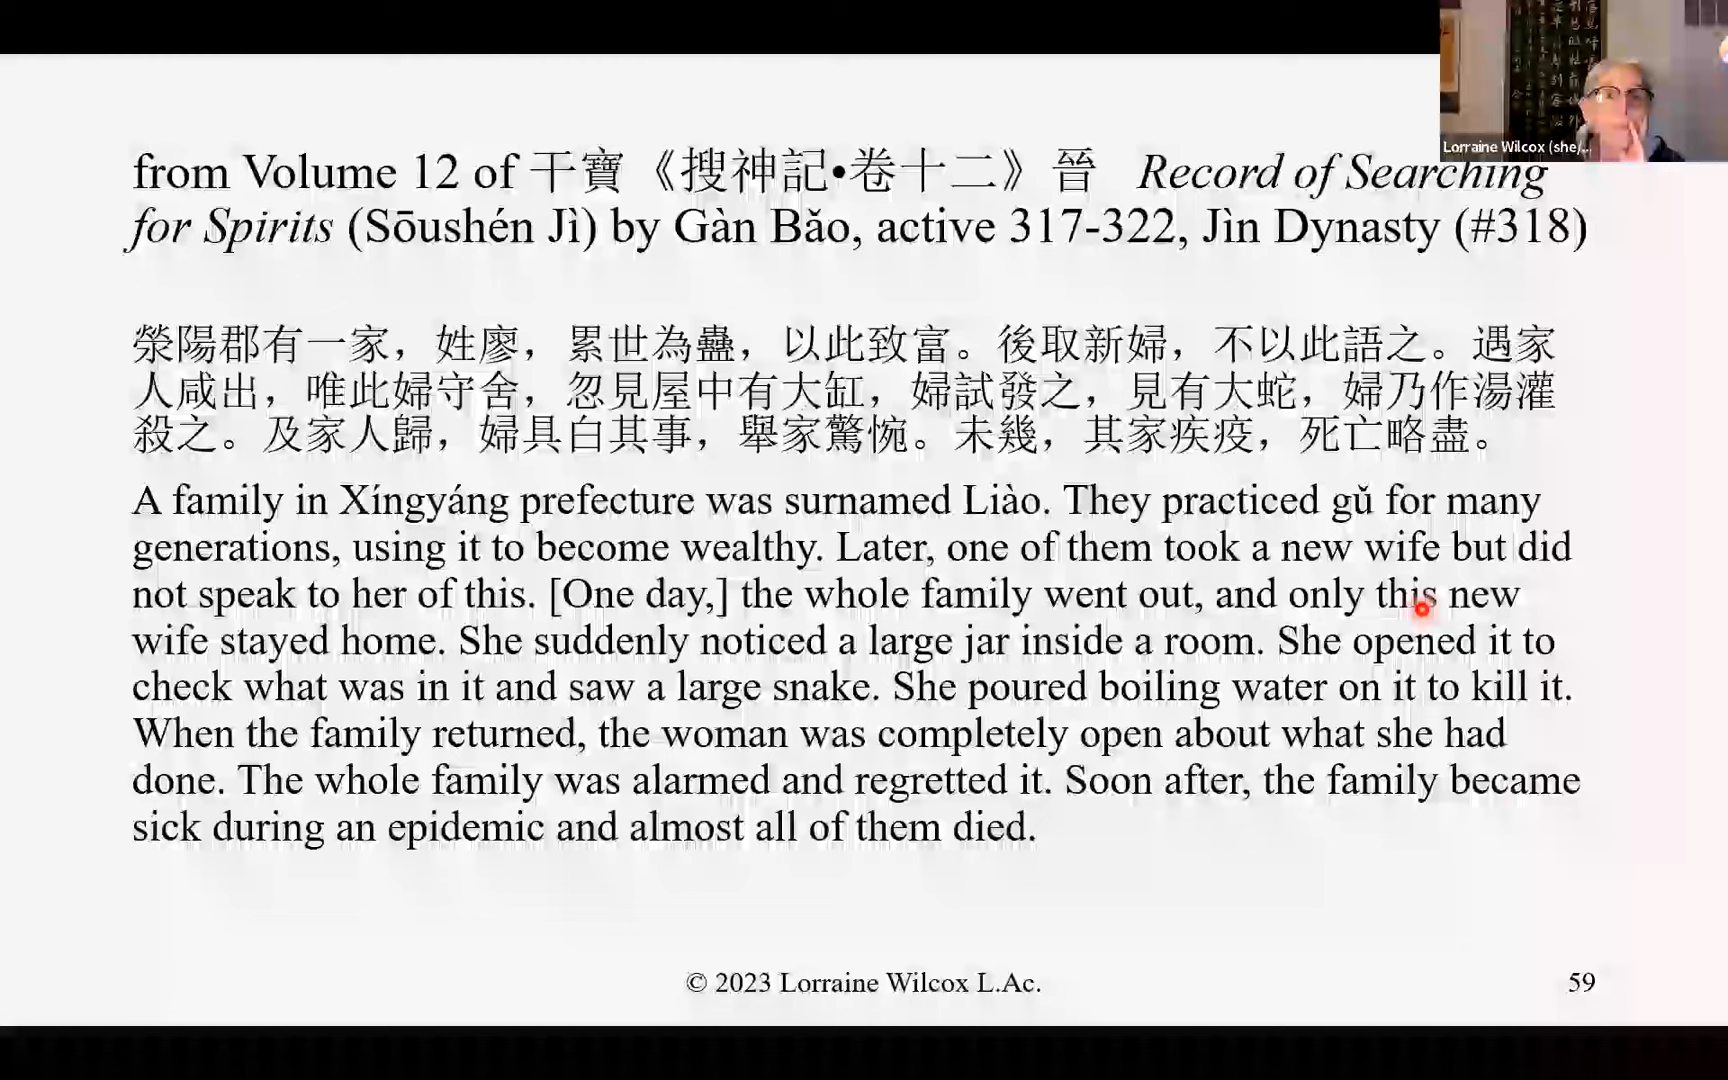 Lorraine Wilcox (she/...
from Volume 12 of 干寶《搜神記•卷十二》晉 Record of Searching
for Spirits (Sōushén Jì) by Gàn Bǎo, active 317-322, Jìn Dynasty (#318)
滎陽郡有一家，姓廖，累世為蠱，以此致富。後取新婦，不以此語之。遇家
人咸出，唯此婦守舍，忽見屋中有大缸，婦試發之，見有大蛇，婦乃作湯灌
殺之。及家人歸，婦具白其事，舉家驚惋。未幾，其家疾疫，死亡略盡。
A family in Xíngyáng prefecture was surnamed Liào. They practiced gǔ for many
generations, using it to become wealthy. Later, one of them took a new wife but did
not speak to her of this. [One day,] the whole family went out, and only this new
wife stayed home. She suddenly noticed a large jar inside a room. She opened it to
check what was in it and saw a large snake. She poured boiling water on it to kill it.
When the family returned, the woman was completely open about what she had
done. The whole family was alarmed and regretted it. Soon after, the family became
sick during an epidemic and almost all of them died.
© 2023 Lorraine Wilcox L.Ac.
59